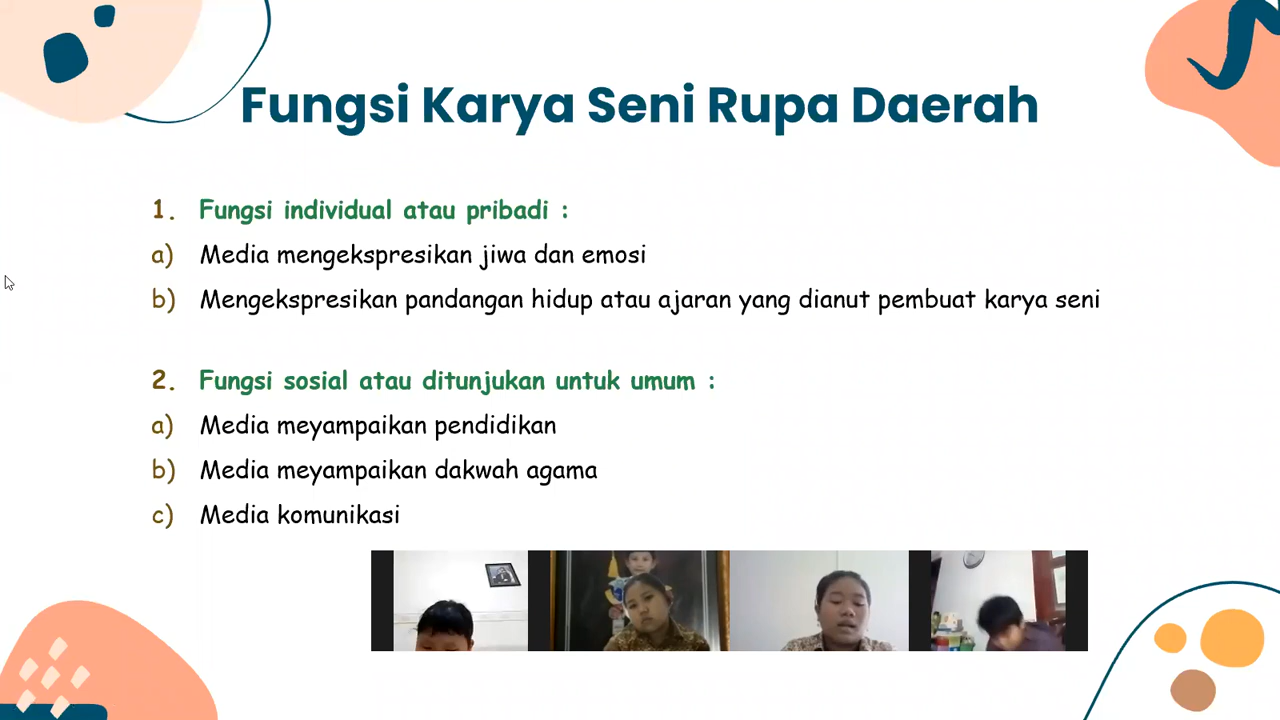 Fungsi Karya Seni Rupa Daerah
1. Fungsi individual atau pribadi :
a) Media mengekspresikan jiwa dan emosi
b) Mengekspresikan pandangan hidup atau ajaran yang dianut pembuat karya seni
2. Fungsi sosial atau ditunjukan untuk umum :
a) Media meyampaikan pendidikan
b) Media meyampaikan dakwah agama
c) Media komunikasi